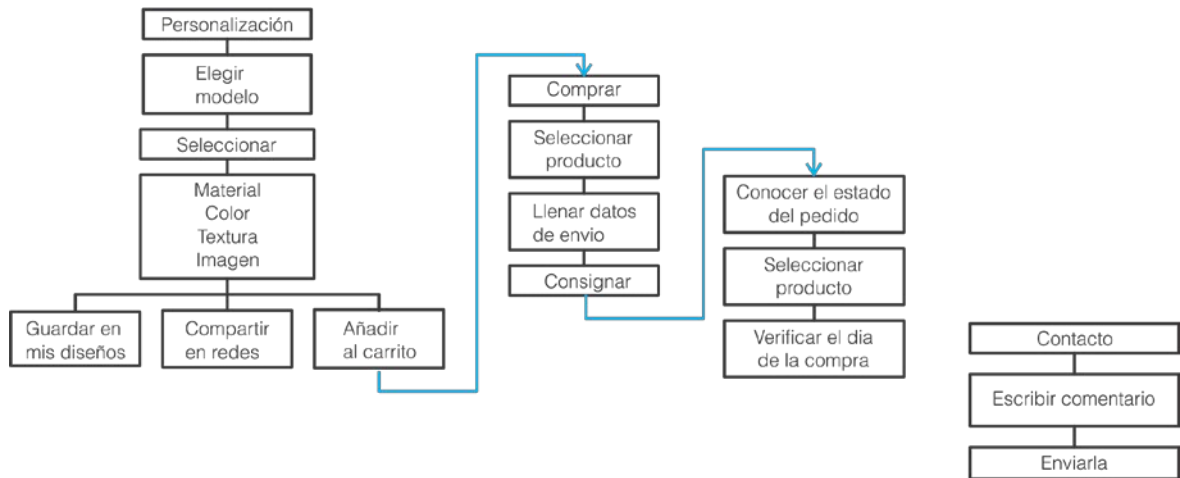 Personalización
Elegir
modelo
Seleccionar
Material
Color
Textura
Imagen
Guardar en
mis diseños
Compartir
en redes
Añadir
al carrito
Comprar
Seleccionar
producto
Llenar datos
de envio
Consignar
Conocer el estado
del pedido
Seleccionar
producto
Verificar el dia
de la compra
Contacto
Escribir comentario
Enviarla